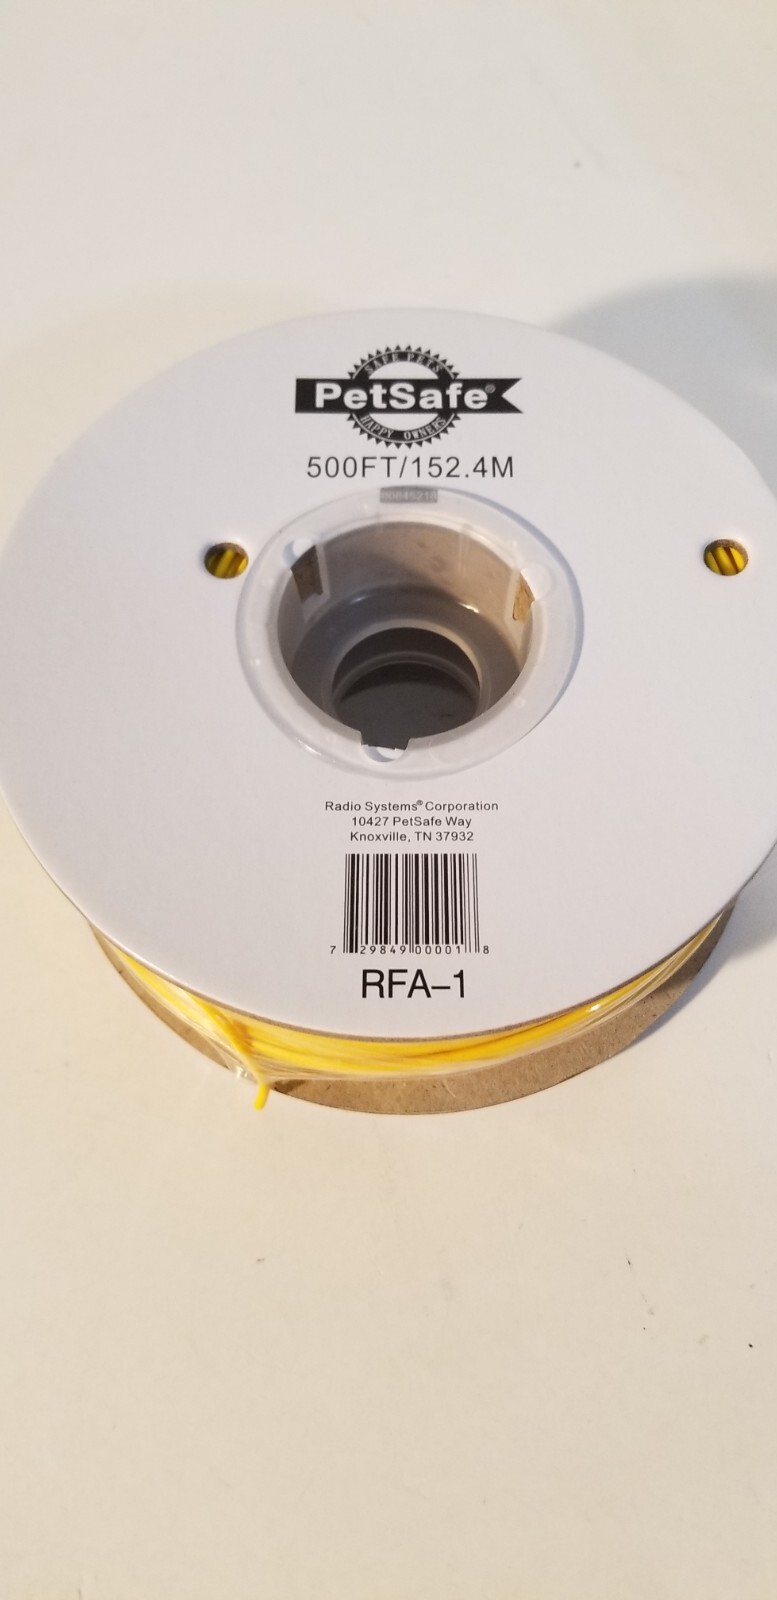 SAFE PETS
PetSafe®
HAPPY OWNERS
500FT/152.4M
Radio Systems® Corporation
10427 PetSafe Way
Knoxville, TN 37932
7 29849 00001 8
RFA-1